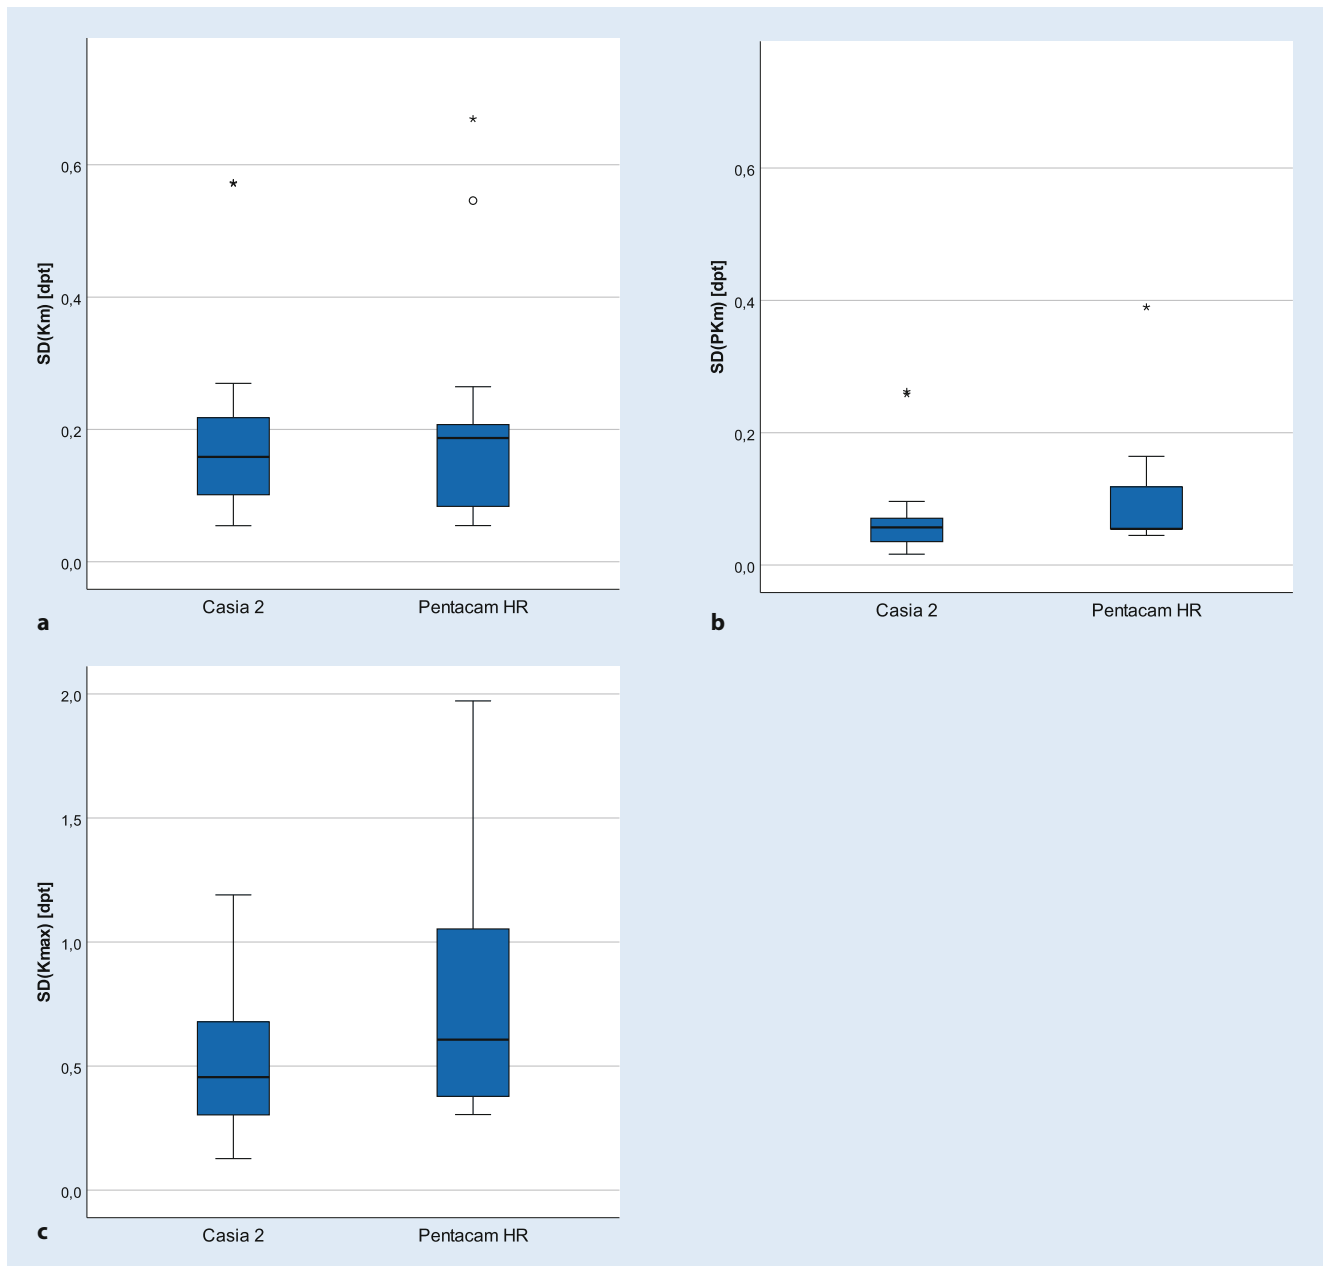 0,6
0,4
0,2
0,0
SD(Km) [dpt]
Casia 2 Pentacam HR
a
0,6
0,4
0,2
0,0
SD(PKm) [dpt]
Casia 2 Pentacam HR
b
2,0
1,5
1,0
0,5
0,0
SD(Kmax) [dpt]
Casia 2 Pentacam HR
c